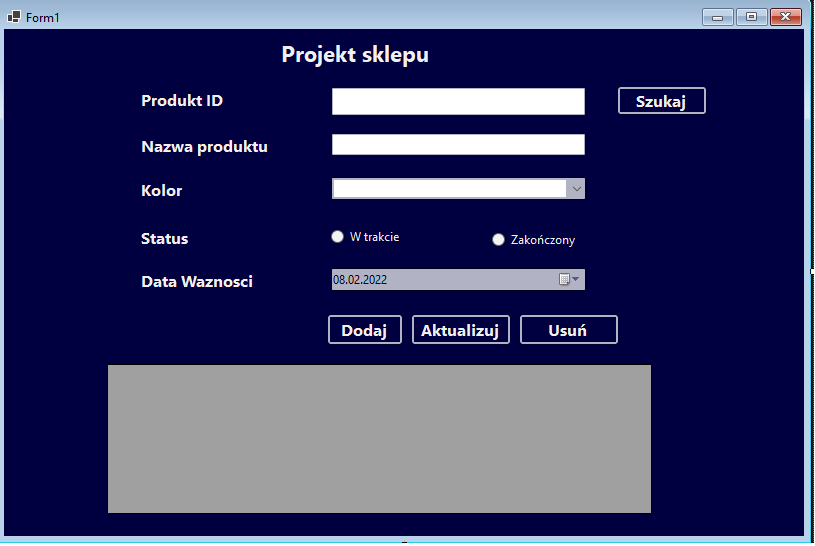 Form1
Projekt sklepu
Produkt ID
Szukaj
Nazwa produktu
Kolor
Status
W trakcie
Zakończony
Data Waznosci
08.02.2022
Dodaj
Aktualizuj
Usuń